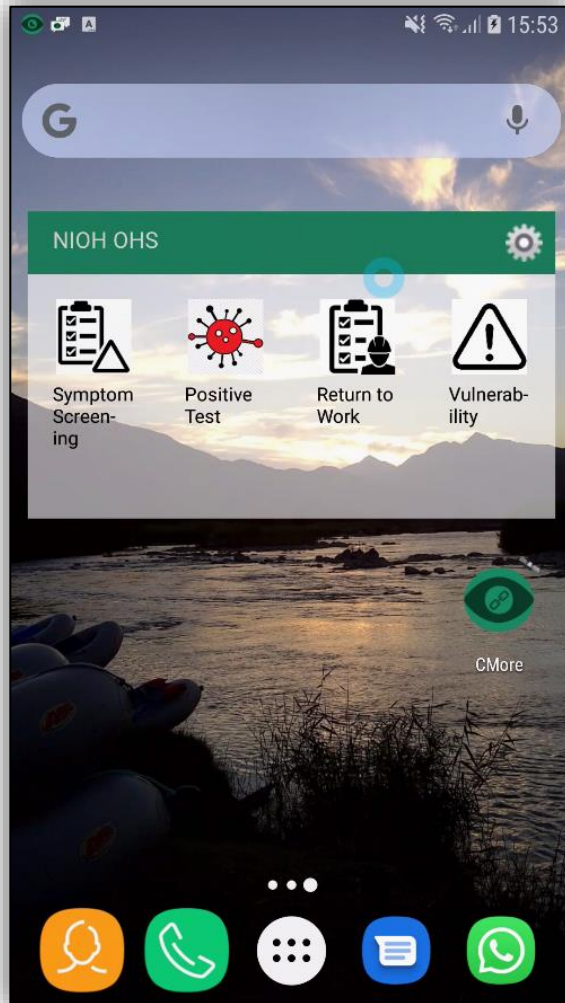 15:53
G
NIOH OHS
Symptom
Screen-
ing
Positive
Test
Return to
Work
Vulnerab-
ility
CMore